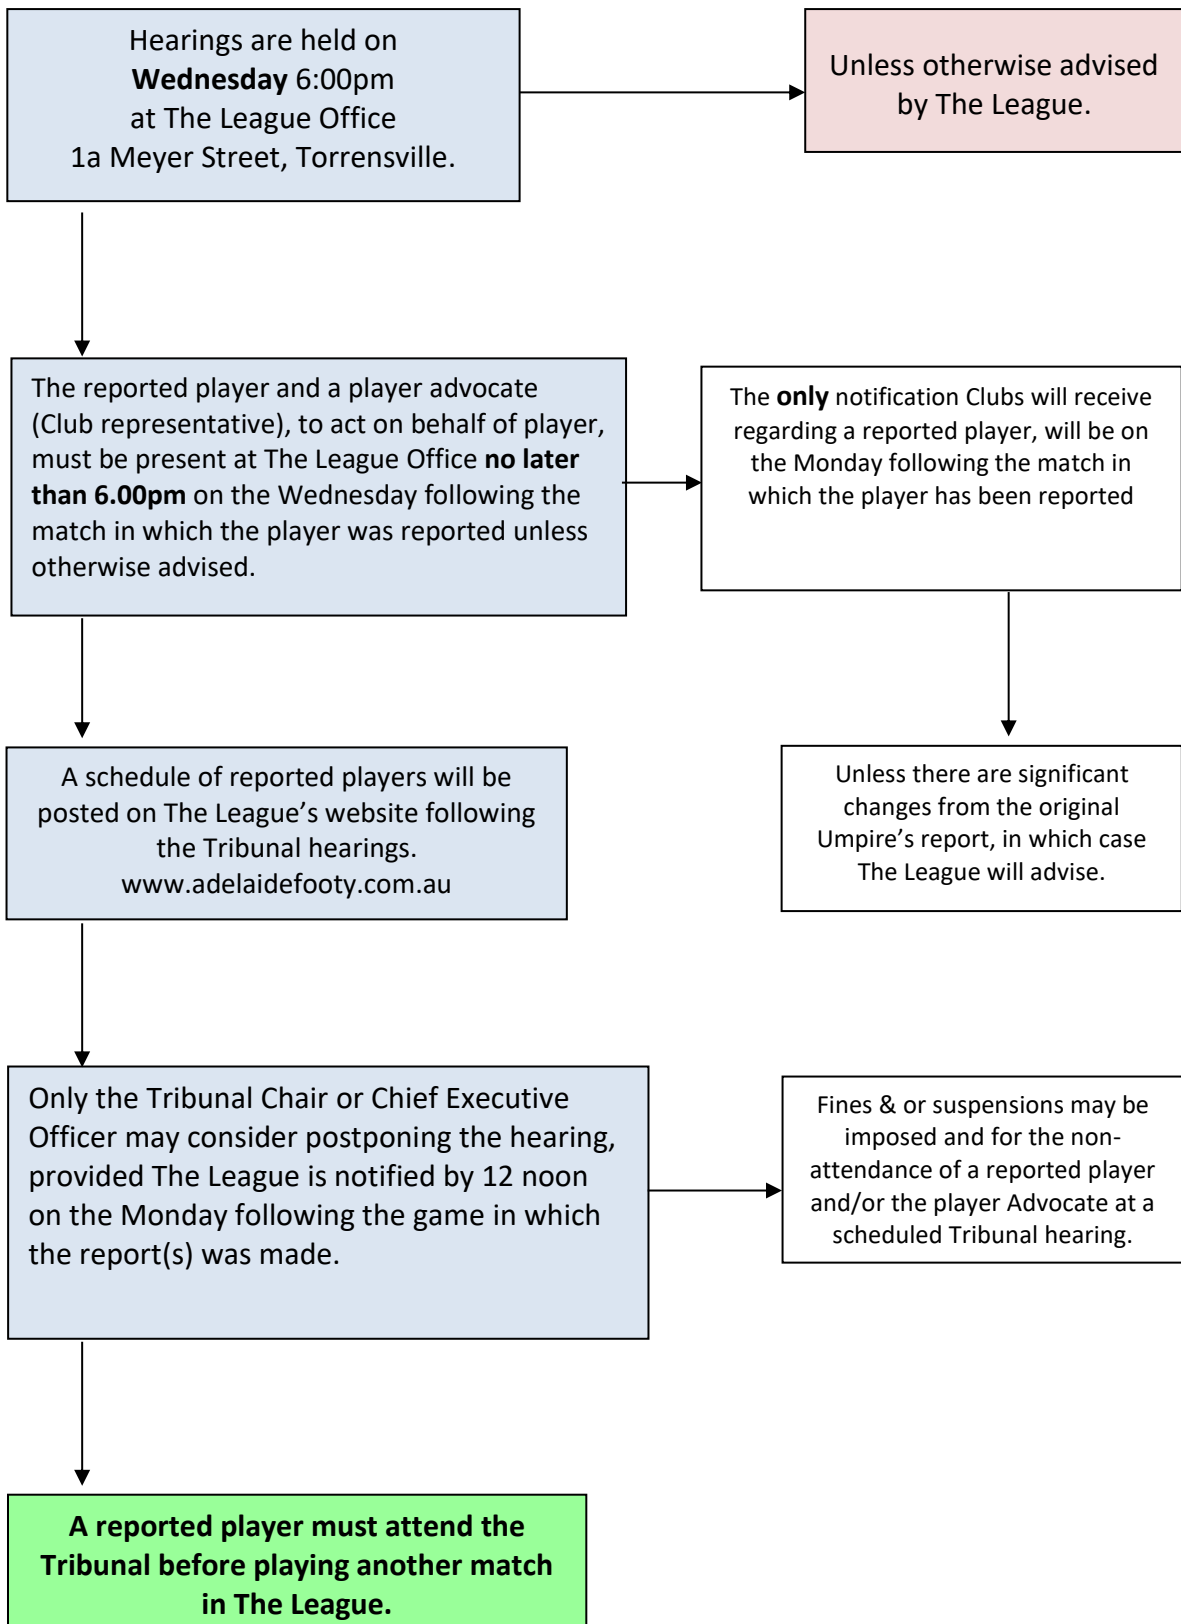 Hearings are held on
Wednesday 6:00pm
at The League Office
1a Meyer Street, Torrensville.
Unless otherwise advised
by The League.
The reported player and a player advocate
(Club representative), to act on behalf of player,
must be present at The League Office no later
than 6.00pm on the Wednesday following the
match in which the player was reported unless
otherwise advised.
The only notification Clubs will receive
regarding a reported player, will be on
the Monday following the match in
which the player has been reported
A schedule of reported players will be
posted on The League’s website following
the Tribunal hearings.
www.adelaidefooty.com.au
Unless there are significant
changes from the original
Umpire’s report, in which case
The League will advise.
Only the Tribunal Chair or Chief Executive
Officer may consider postponing the hearing,
provided The League is notified by 12 noon
on the Monday following the game in which
the report(s) was made.
Fines & or suspensions may be
imposed and for the non-
attendance of a reported player
and/or the player Advocate at a
scheduled Tribunal hearing.
A reported player must attend the
Tribunal before playing another match
in The League.